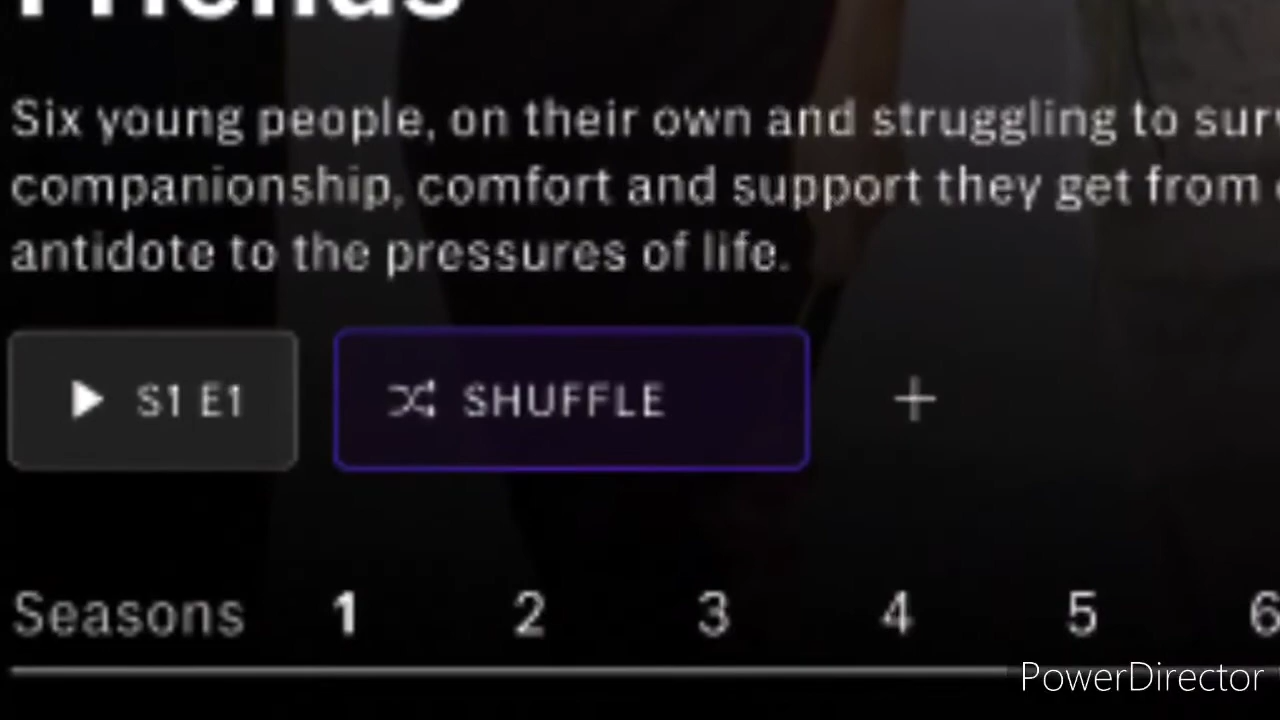 Friends
Six young people, on their own and struggling to sur
companionship, comfort and support they get from
antidote to the pressures of life.
S1 E1
SHUFFLE
Seasons 1 2 3 4 5 6
PowerDirector